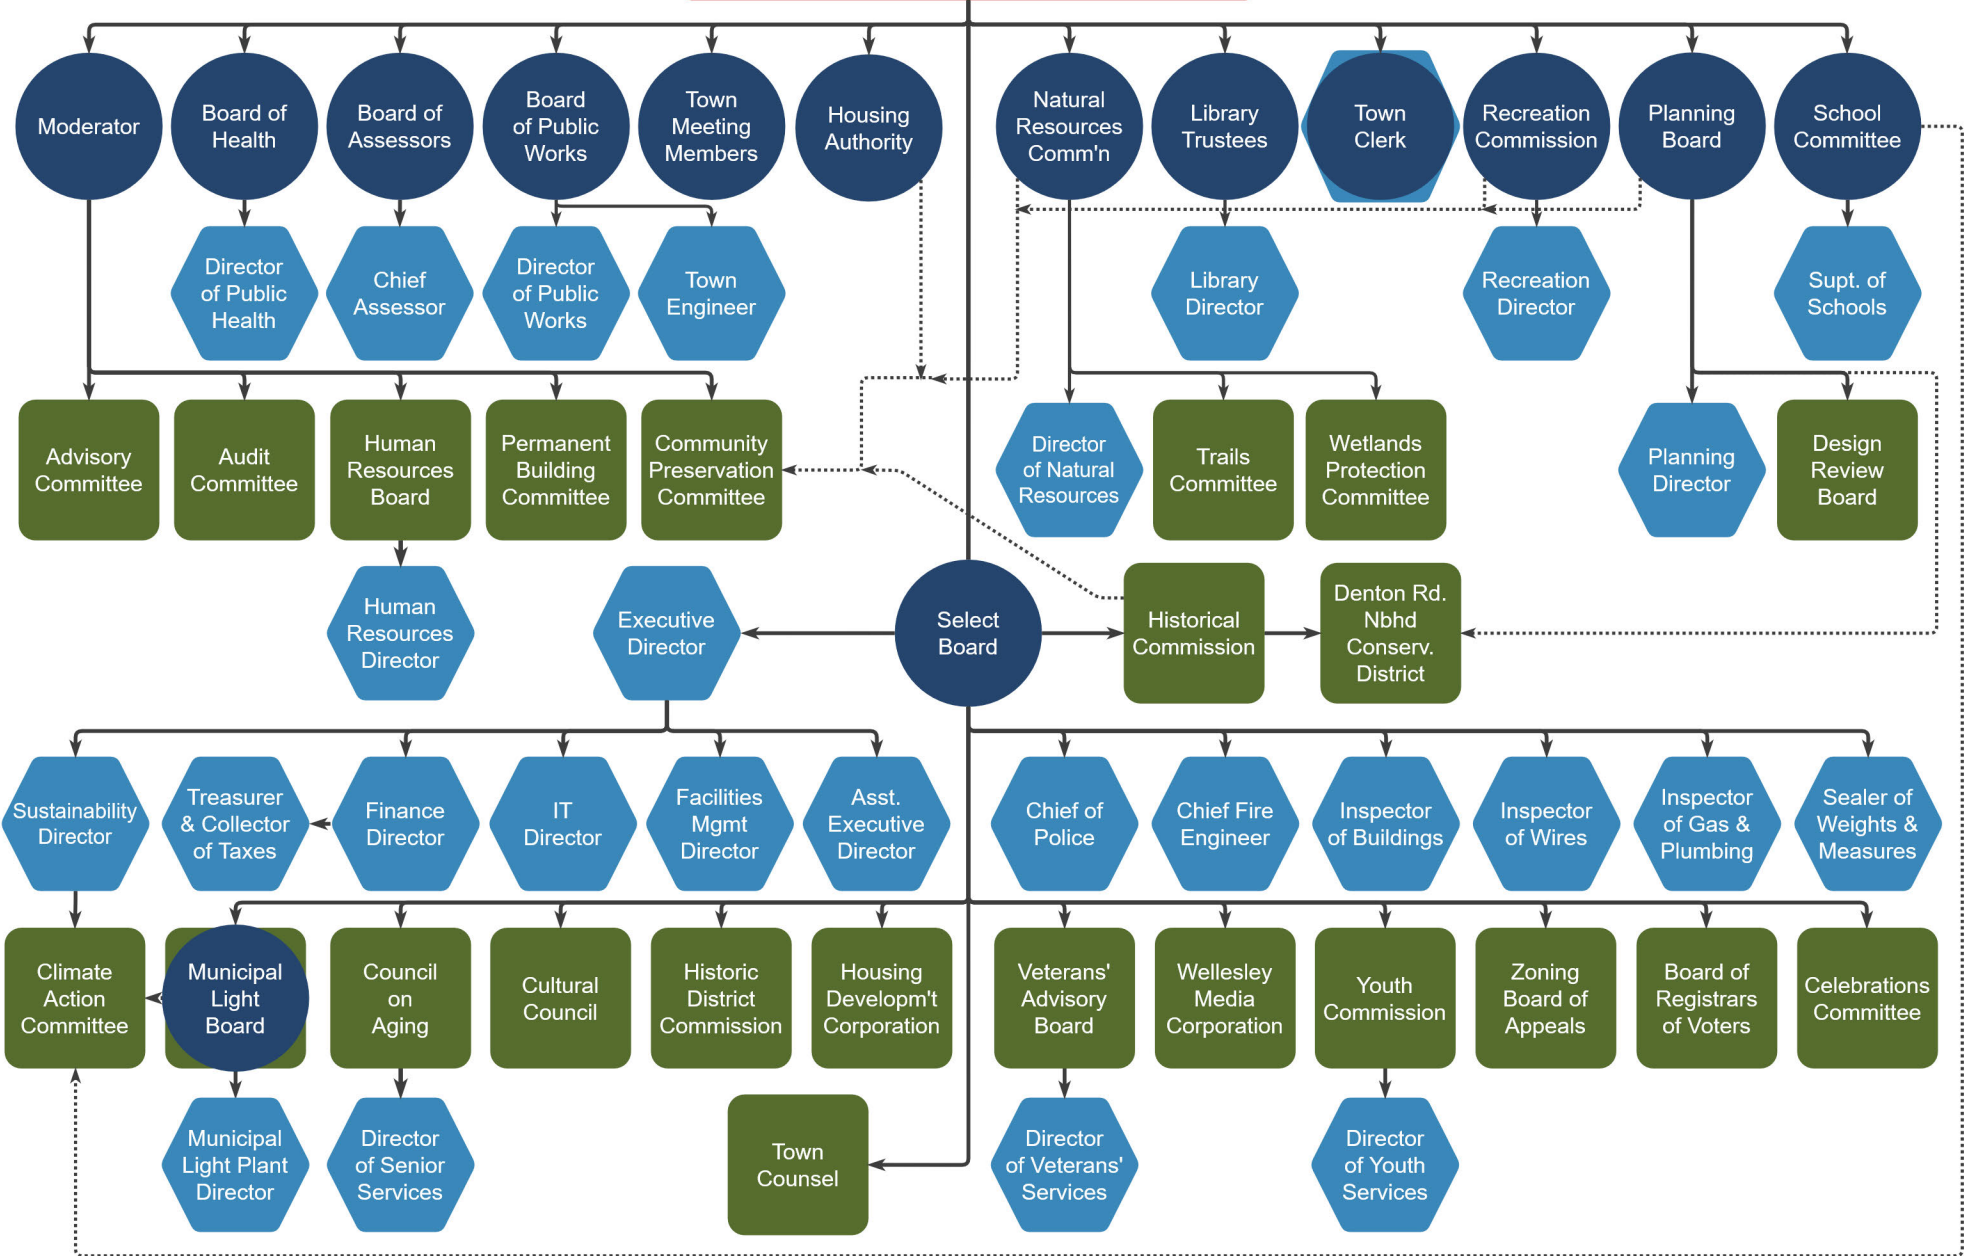 Moderator
Board of
Health
Board of
Assessors
Board
of Public
Works
Town
Meeting
Members
Housing
Authority
Natural
Resources
Comm'n
Library
Trustees
Town
Clerk
Recreation
Commission
Planning
Board
School
Committee
Director
of Public
Health
Chief
Assessor
Director
of Public
Works
Town
Engineer
Library
Director
Recreation
Director
Supt. of
Schools
Advisory
Committee
Audit
Committee
Human
Resources
Board
Permanent
Building
Committee
Community
Preservation
Committee
Director
of Natural
Resources
Trails
Committee
Wetlands
Protection
Committee
Planning
Director
Design
Review
Board
Human
Resources
Director
Executive
Director
Select
Board
Historical
Commission
Denton Rd.
Nbhd
Conserv.
District
Sustainability
Director
Treasurer
& Collector
of Taxes
Finance
Director
IT
Director
Facilities
Mgmt
Director
Asst.
Executive
Director
Chief of
Police
Chief Fire
Engineer
Inspector
of Buildings
Inspector
of Wires
Inspector
of Gas &
Plumbing
Sealer of
Weights &
Measures
Climate
Action
Committee
Municipal
Light
Board
Council
on
Aging
Cultural
Council
Historic
District
Commission
Housing
Developm't
Corporation
Veterans'
Advisory
Board
Wellesley
Media
Corporation
Youth
Commission
Zoning
Board of
Appeals
Board of
Registrars
of Voters
Celebrations
Committee
Municipal
Light Plant
Director
Director
of Senior
Services
Town
Counsel
Director
of Veterans'
Services
Director
of Youth
Services